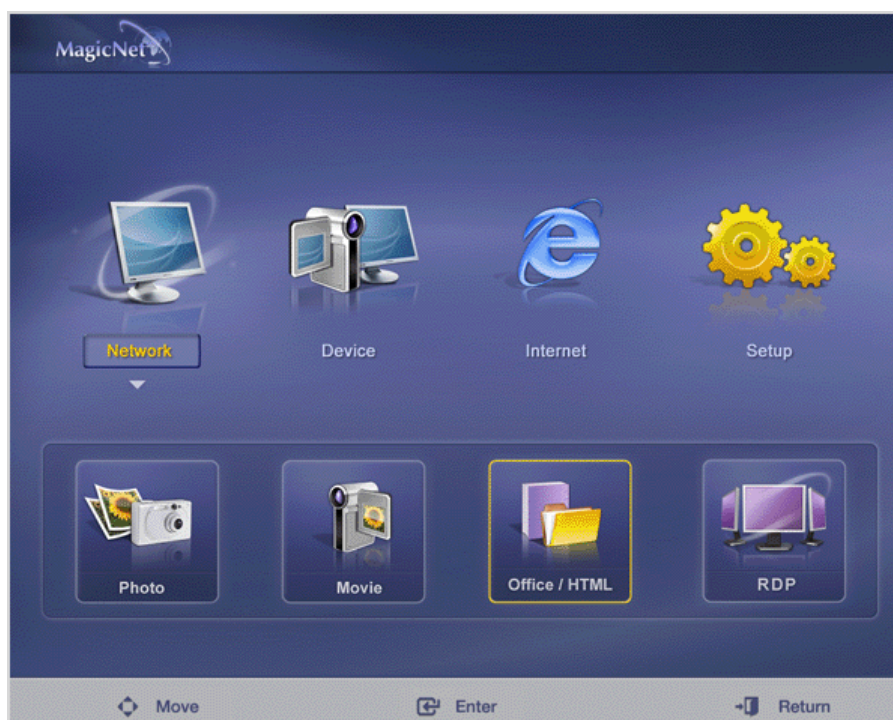 MagicNet
Network Device Internet Setup
Photo Movie Office / HTML RDP
Move Enter Return